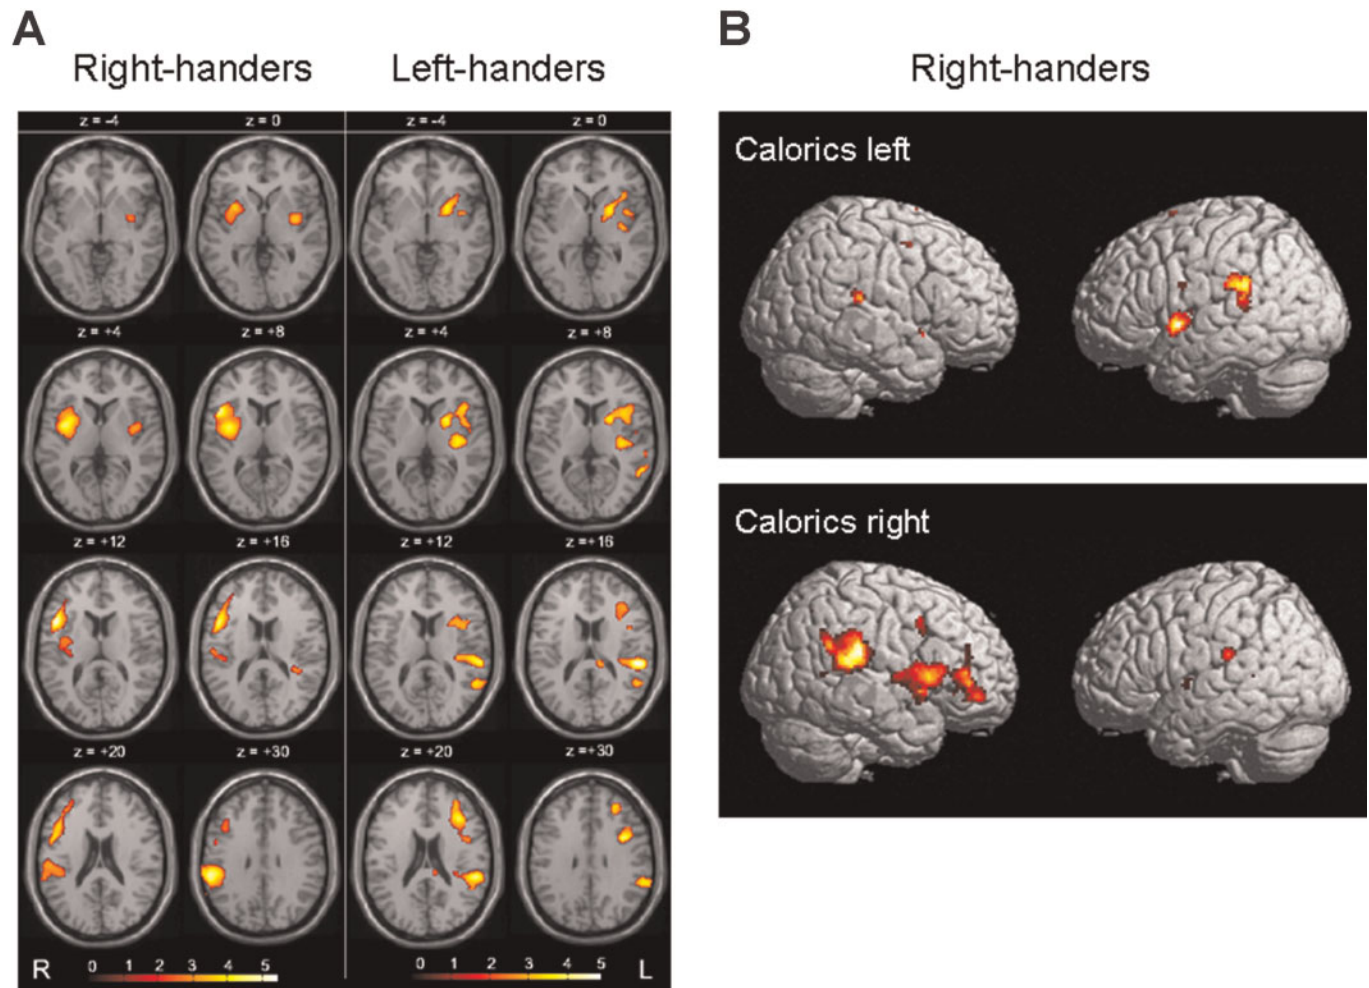 A
B
Right-handers Left-handers
Right-handers
z = -4 z = 0 z = -4 z = 0
z = +4 z = +8 z = +4 z = +8
z = +12 z = +16 z = +12 z =+16
z = +20 z = +30 z = +20 z =+30
R 0 1 2 3 4 5 0 1 2 3 4 5 L
Calorics left
Calorics right